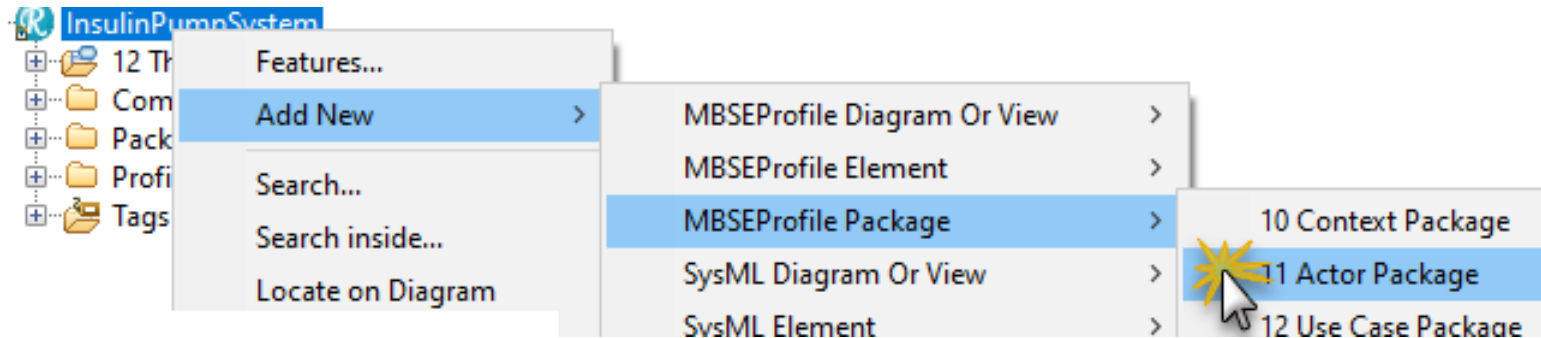 InsulinPumpSystem
12 Th
Com
Pack
Profi
Tags
Features...
Add New
Search...
Search inside...
Locate on Diagram
MBSEProfile Diagram Or View
MBSEProfile Element
MBSEProfile Package
SysML Diagram Or View
SysML Element
10 Context Package
11 Actor Package
12 Use Case Package